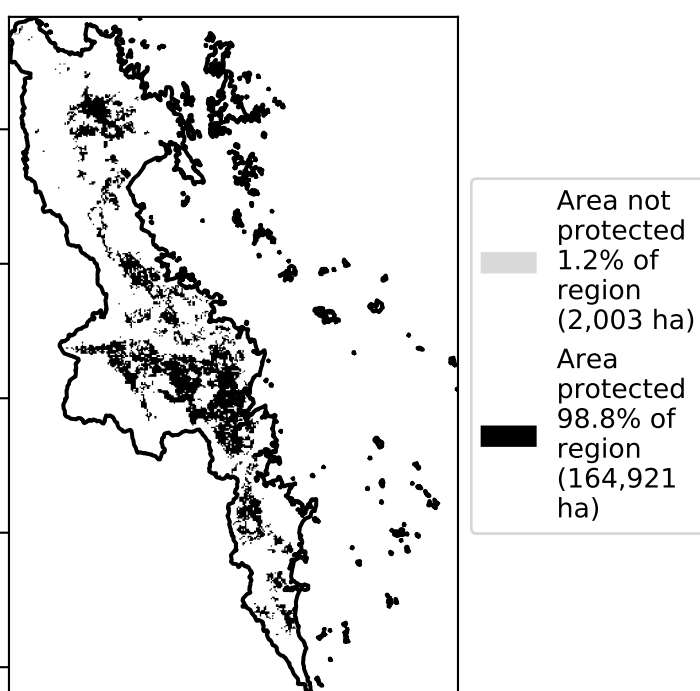 Area not
protected
1.2% of
region
(2,003 ha)
Area
protected
98.8% of
region
(164,921
ha)